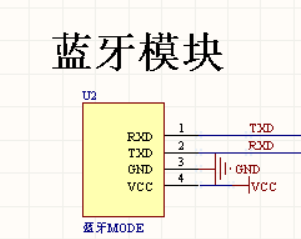 蓝牙模块
U2
RXD 1 TXD
TXD 2 RXD
GND 3 GND
VCC 4 VCC
蓝牙MODE